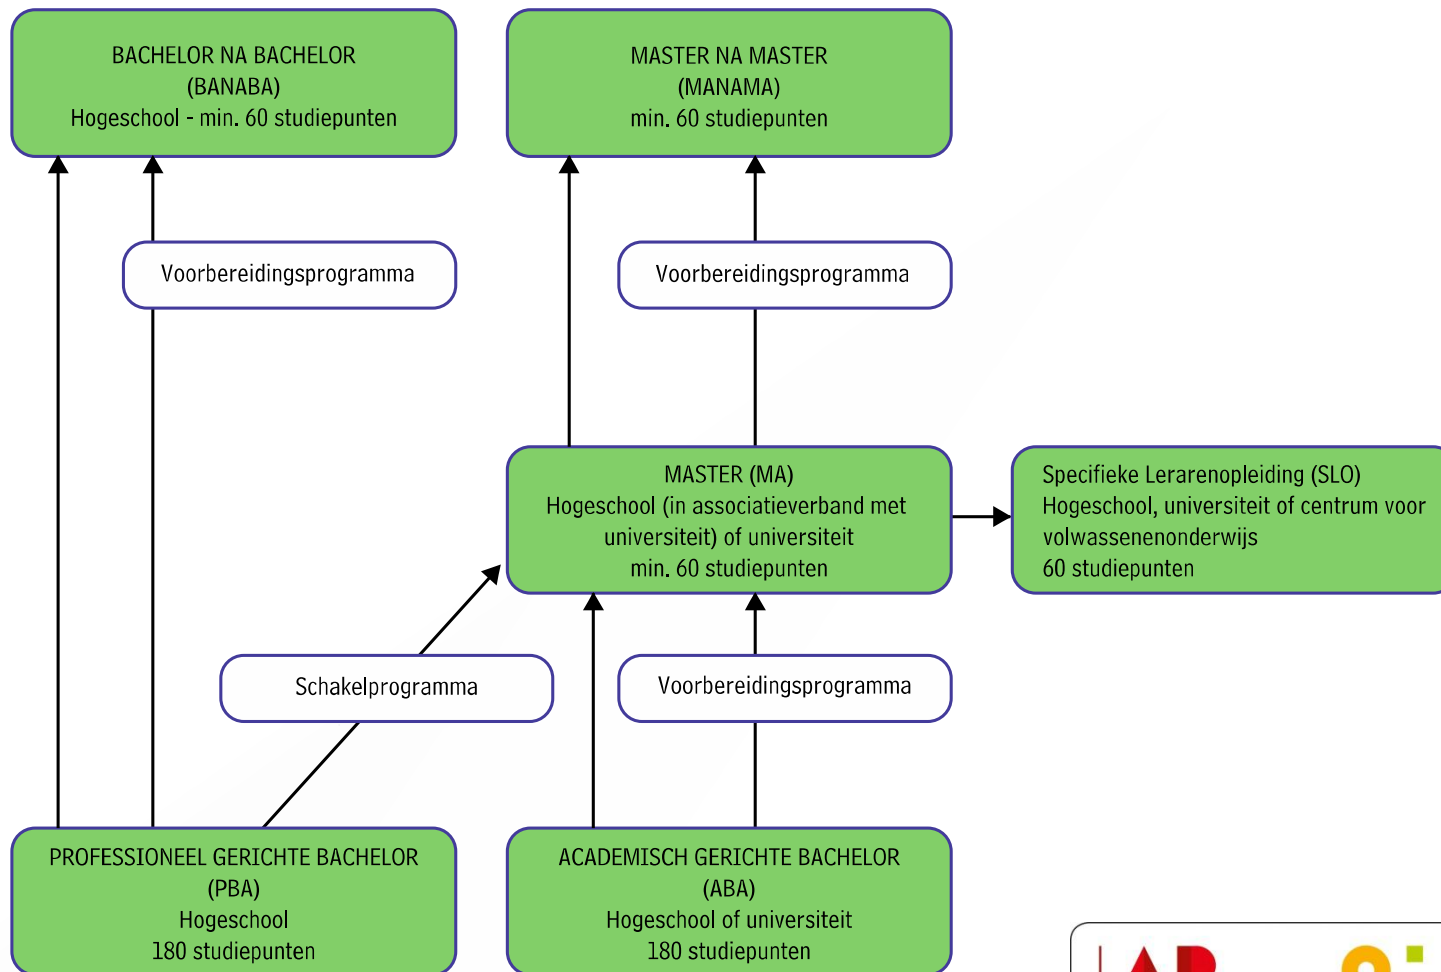 BACHELOR NA BACHELOR
(BANABA)
Hogeschool - min. 60 studiepunten
MASTER NA MASTER
(MANAMA)
min. 60 studiepunten
Voorbereidingsprogramma
Voorbereidingsprogramma
MASTER (MA)
Hogeschool (in associatieverband met
universiteit) of universiteit
min. 60 studiepunten
Specifieke Lerarenopleiding (SLO)
Hogeschool, universiteit of centrum voor
volwassenenonderwijs
60 studiepunten
Schakelprogramma
Voorbereidingsprogramma
PROFESSIONEEL GERICHTE BACHELOR
(PBA)
Hogeschool
180 studiepunten
ACADEMISCH GERICHTE BACHELOR
(ABA)
Hogeschool of universiteit
180 studiepunten